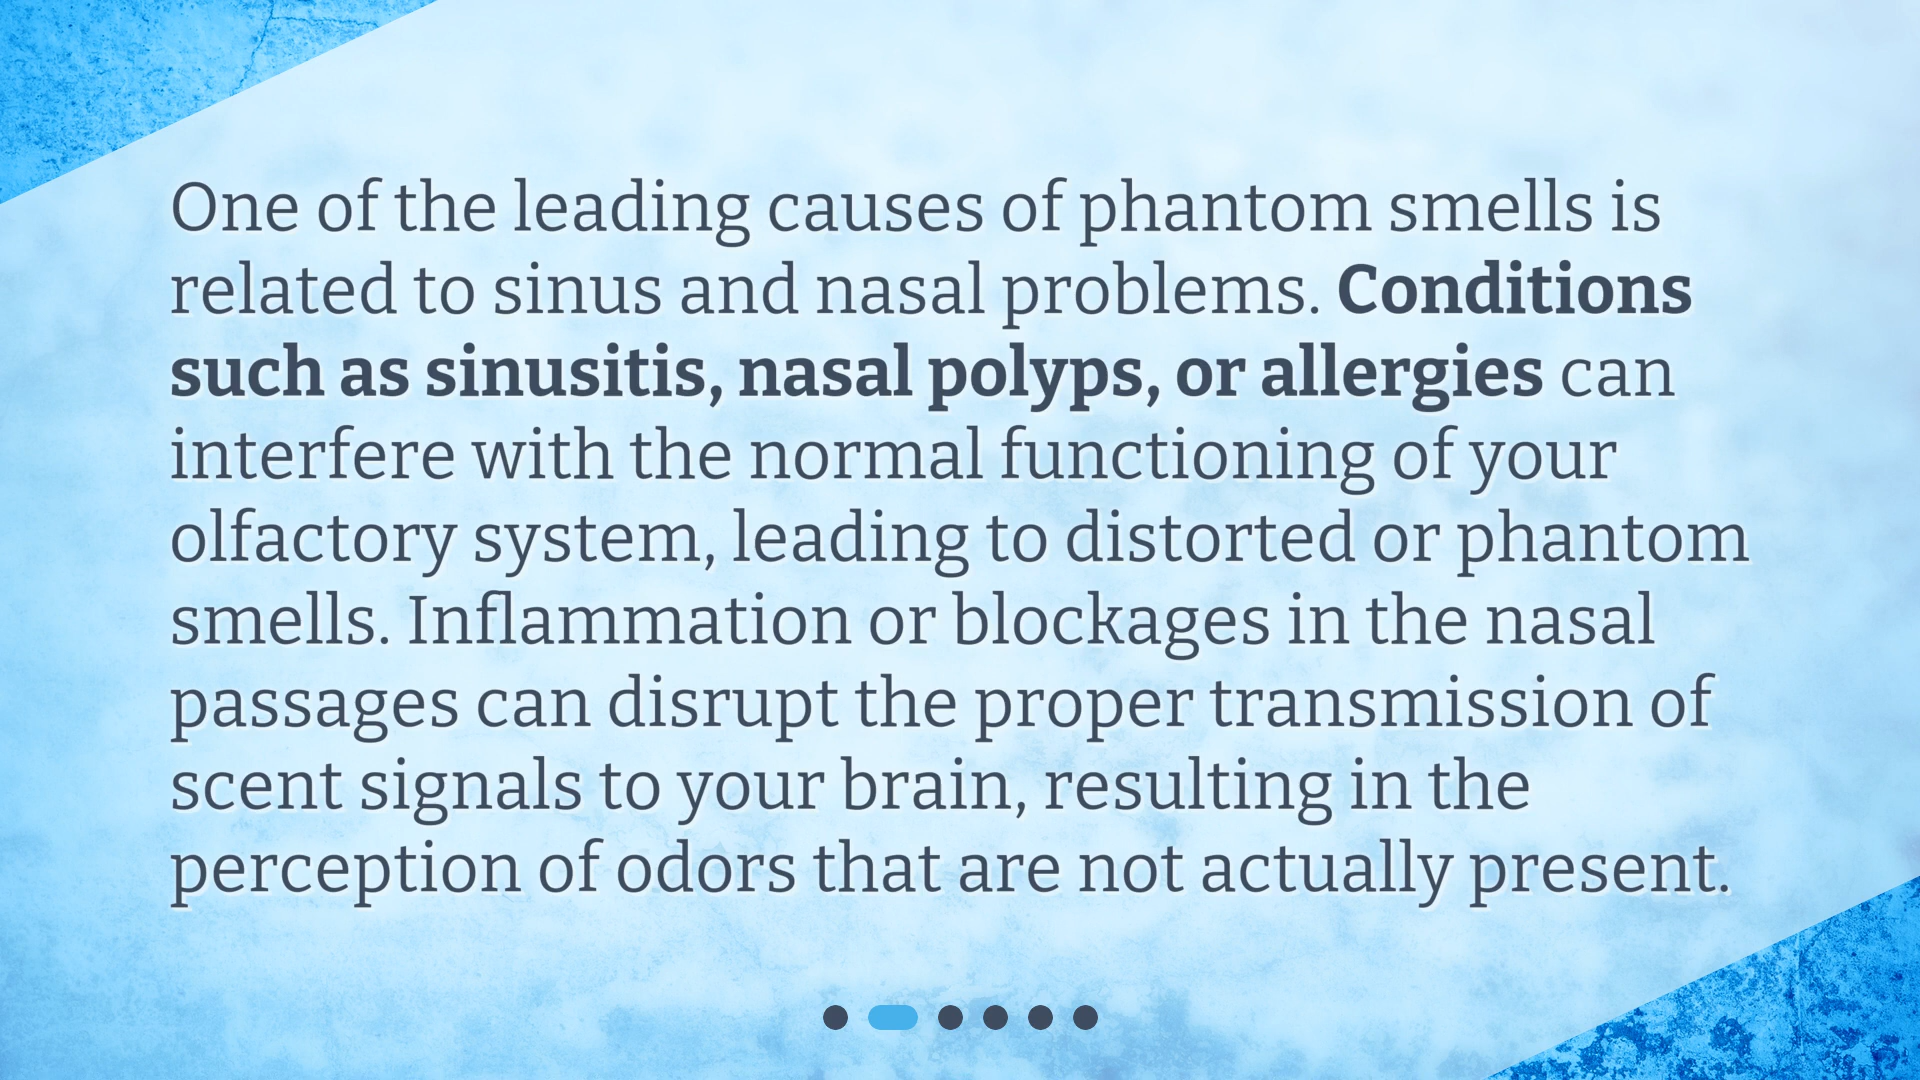 One of the leading causes of phantom smells is
related to sinus and nasal problems. Conditions
such as sinusitis, nasal polyps, or allergies can
interfere with the normal functioning of your
olfactory system, leading to distorted or phantom
smells. Inflammation or blockages in the nasal
passages can disrupt the proper transmission of
scent signals to your brain, resulting in the
perception of odors that are not actually present.